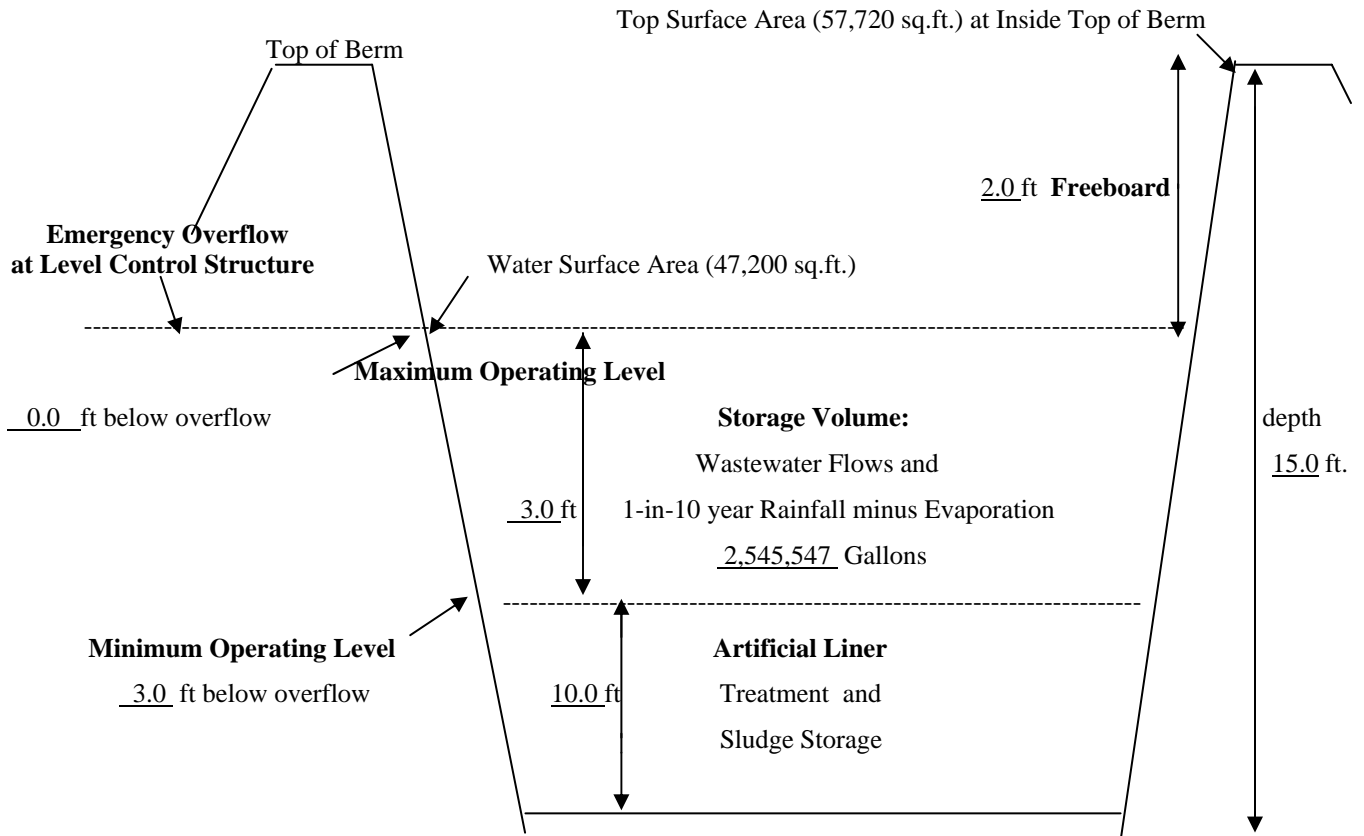 Top Surface Area (57,720 sq.ft.) at Inside Top of Berm
Top of Berm
2.0 ft Freeboard
Emergency Overflow
at Level Control Structure
Water Surface Area (47,200 sq.ft.)
Maximum Operating Level
0.0 ft below overflow
Storage Volume:
depth
Wastewater Flows and
15.0 ft.
3.0 ft
1-in-10 year Rainfall minus Evaporation
2,545,547 Gallons
Minimum Operating Level
Artificial Liner
3.0 ft below overflow
10.0 ft
Treatment and
Sludge Storage